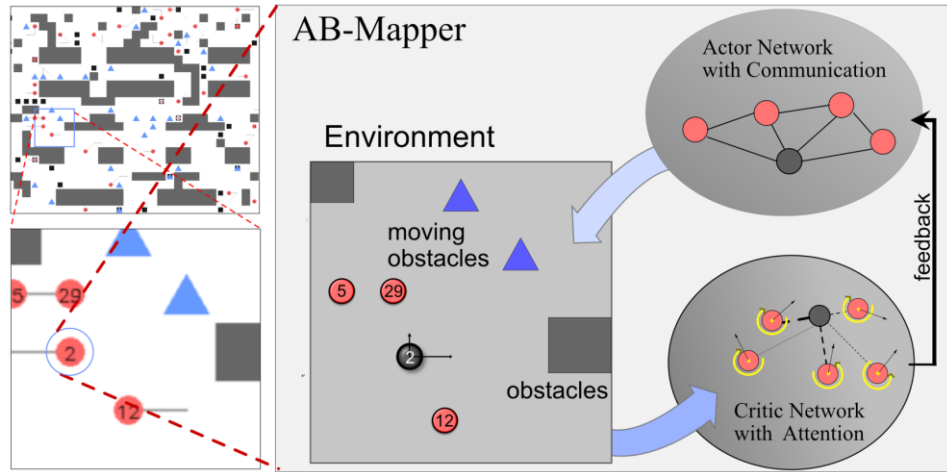 AB-Mapper
Actor Network
with Communication
Environment
moving
obstacles
5
29
2
12
obstacles
feedback
Critic Network
with Attention
5
29
2
12